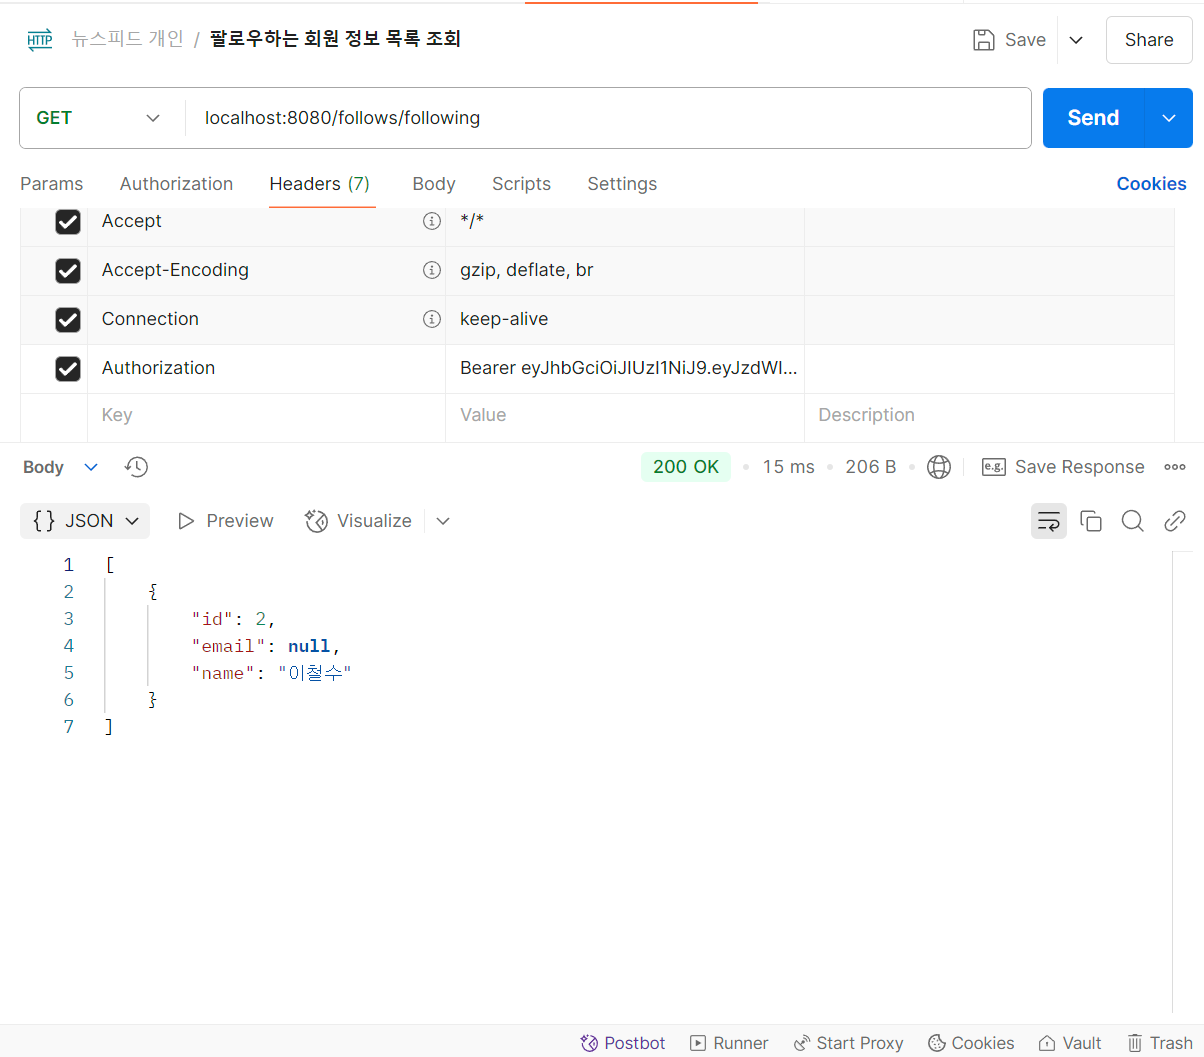 HTTP 뉴스피드 개인 / 팔로우하는 회원 정보 목록 조회 Save Share
GET localhost:8080/follows/following Send
Params Authorization Headers (7) Body Scripts Settings Cookies
Accept */*
Accept-Encoding gzip, deflate, br
Connection keep-alive
Authorization Bearer eyJhbGciOiJIUzI1NiJ9.eyJzdWI...
Key Value Description
Body 200 OK 15 ms 206 B e.g. Save Response
{} JSON Preview Visualize
1 [
2 {
3 "id": 2,
4 "email": null,
5 "name": "이철수"
6 }
7 ]
Postbot Runner Start Proxy Cookies Vault Trash